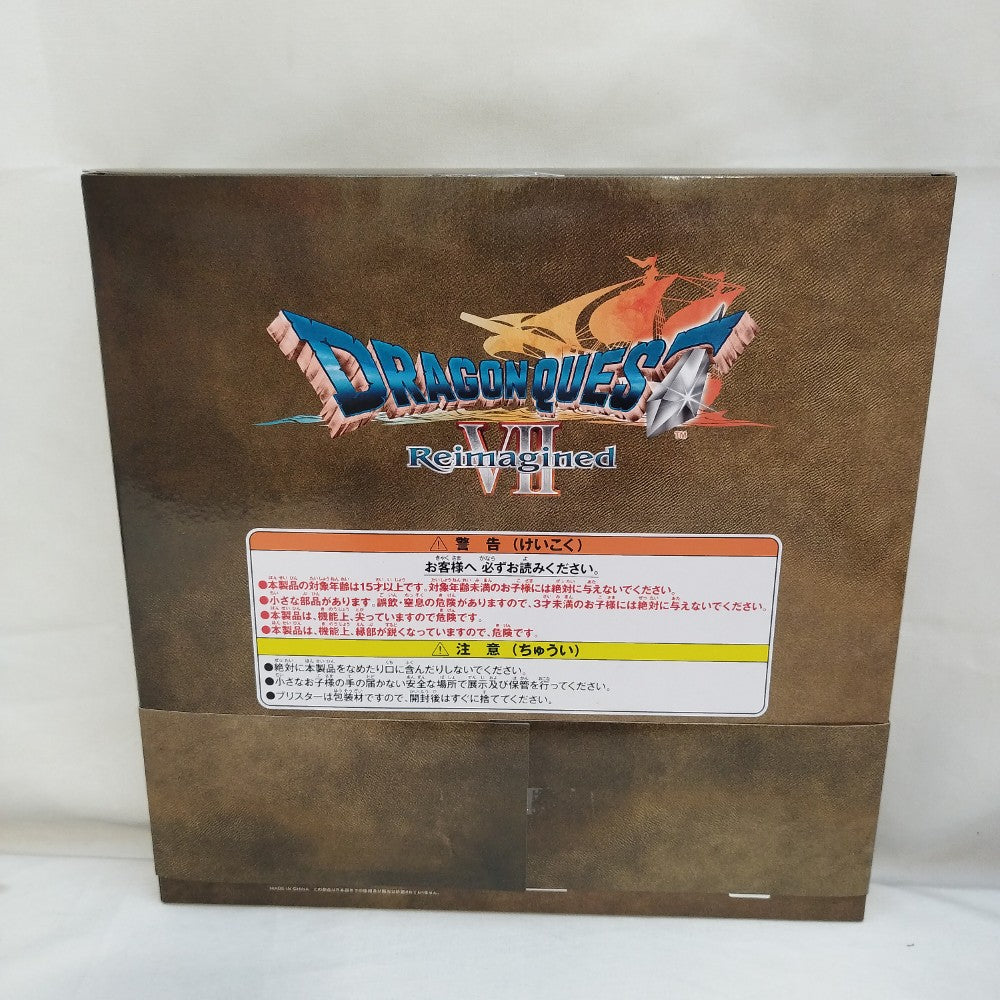 DRAGON QUEST
TM
VII
Reimagined
⚠ 警告（けいこく）
お客様へ 必ずお読みください。
●本製品の対象年齢は15才以上です。対象年齢未満のお子様には絶対に与えないでください。
●小さな部品があります。誤飲・窒息の危険がありますので、3才未満のお子様には絶対に与えないでください。
●本製品は、機能上、尖っていますので危険です。
●本製品は、機能上、縁部が鋭くなっていますので、危険です。
⚠ 注意（ちゅうい）
●絶対に本製品をなめたり口に含んだりしないでください。
●小さなお子様の手の届かない安全な場所で展示及び保管を行ってください。
●ブリスターは包装材ですので、開封後はすぐに捨ててください。
MADE IN CHINA